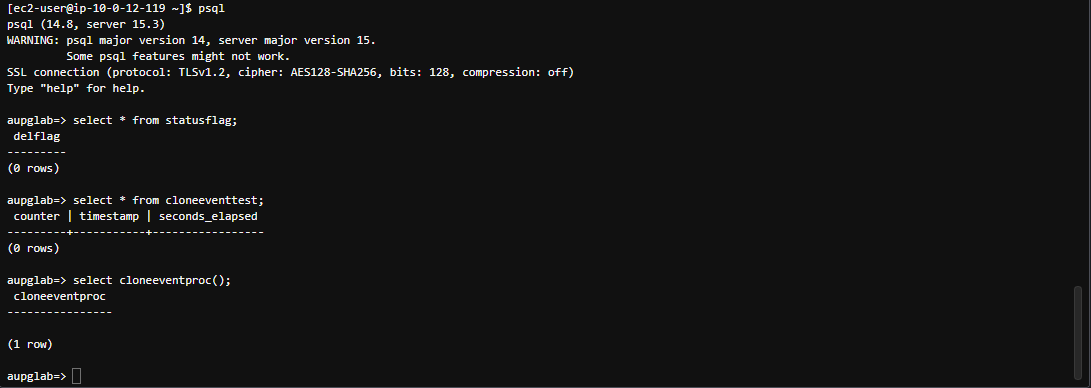 [ec2-user@ip-10-0-12-119 ~]$ psql
psql (14.8, server 15.3)
WARNING: psql major version 14, server major version 15.
         Some psql features might not work.
SSL connection (protocol: TLSv1.2, cipher: AES128-SHA256, bits: 128, compression: off)
Type "help" for help.

aupglab=> select * from statusflag;
 delflag
---------
(0 rows)

aupglab=> select * from cloneeventtest;
 counter | timestamp | seconds_elapsed
---------+-----------+-----------------
(0 rows)

aupglab=> select cloneeventproc();
 cloneeventproc
----------------

(1 row)

aupglab=>